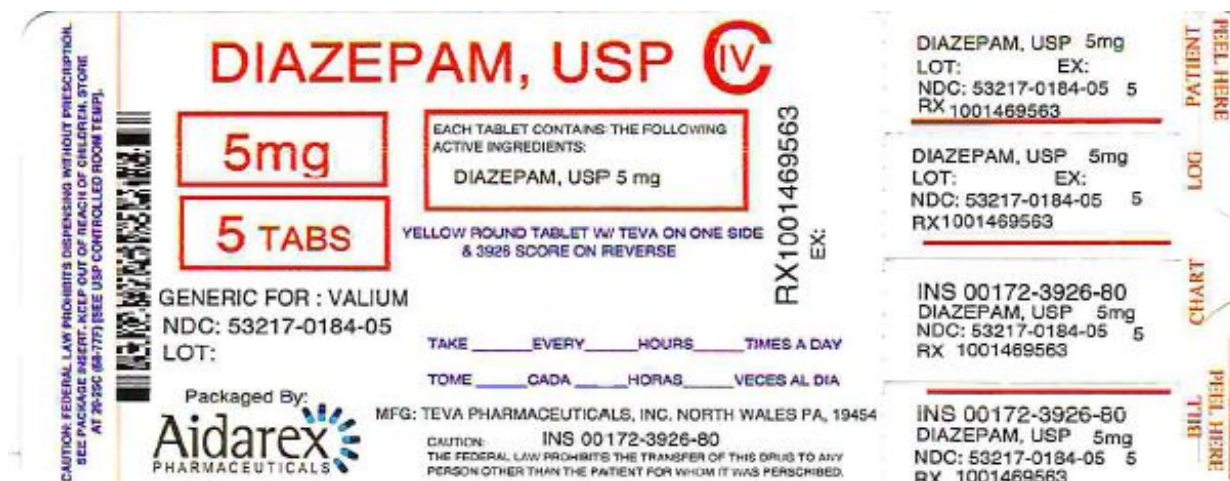 CAUTION: FEDERAL LAW PROHIBITS DISPENSING WITHOUT PRESCRIPTION.
SEE PACKAGE INSERT. KEEP OUT OF REACH OF CHILDREN. STORE
AT 20-25C (68-77F) [SEE USP CONTROLLED ROOM TEMP].
DIAZEPAM, USP CIV
5mg
5 TABS
EACH TABLET CONTAINS THE FOLLOWING
ACTIVE INGREDIENTS:
DIAZEPAM, USP 5 mg
YELLOW ROUND TABLET W/ TEVA ON ONE SIDE
& 3926 SCORE ON REVERSE
RX1001469563
EX:
GENERIC FOR : VALIUM
NDC: 53217-0184-05
LOT:
TAKE ______EVERY______HOURS______TIMES A DAY
TOME ______CADA ______HORAS______VECES AL DIA
Packaged By:
Aidarex
PHARMACEUTICALS
MFG: TEVA PHARMACEUTICALS, INC. NORTH WALES PA, 19454
CAUTION: INS 00172-3926-80
THE FEDERAL LAW PROHIBITS THE TRANSFER OF THIS DRUG TO ANY
PERSON OTHER THAN THE PATIENT FOR WHOM IT WAS PERSCRIBED.
DIAZEPAM, USP 5mg
LOT: EX:
NDC: 53217-0184-05 5
RX 1001469563
PATIENT
PEEL HERE
DIAZEPAM, USP 5mg
LOT: EX:
NDC: 53217-0184-05 5
RX1001469563
LOG
INS 00172-3926-80
DIAZEPAM, USP 5mg
NDC: 53217-0184-05 5
RX 1001469563
CHART
INS 00172-3926-80
DIAZEPAM, USP 5mg
NDC: 53217-0184-05 5
RX 1001469563
BILL
PEEL HERE